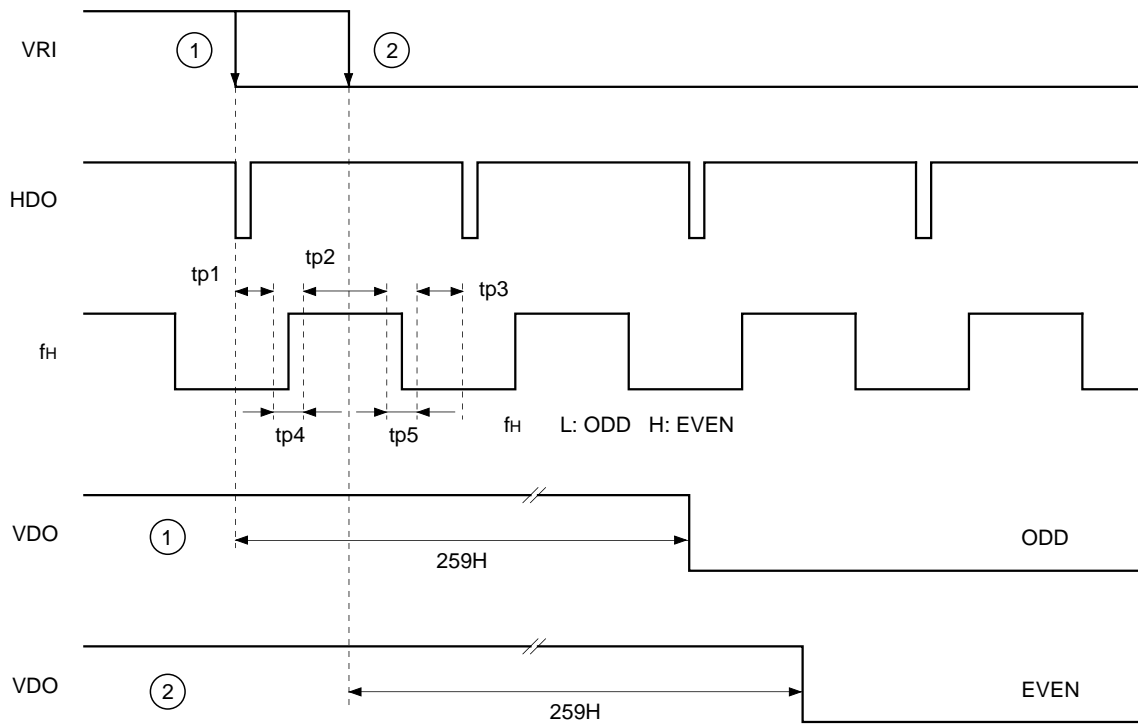 VRI
1
2
HDO
tp1
tp2
tp3
fH
tp4
tp5
fH L: ODD H: EVEN
VDO
1
259H
ODD
VDO
2
259H
EVEN